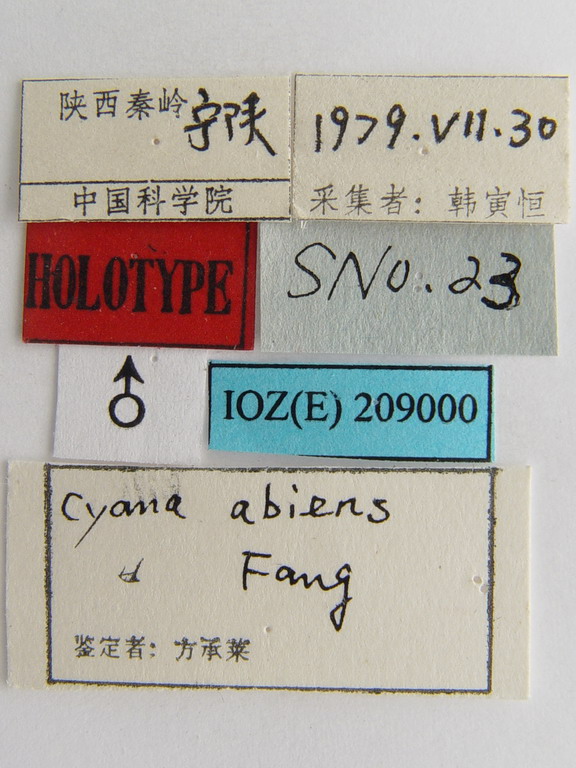 陕西秦岭 宁陕
中国科学院
1979.VII.30
采集者：韩寅恒
HOLOTYPE
SNo.23
♂
IOZ(E) 209000
Cyana abiens
Fang
鉴定者：方承莱